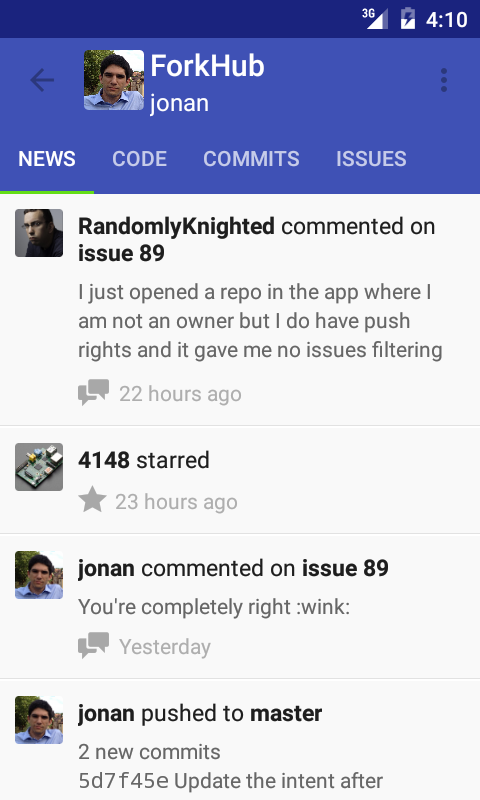 3G
4:10
ForkHub
jonan
NEWS CODE COMMITS ISSUES
RandomlyKnighted commented on
issue 89
I just opened a repo in the app where I
am not an owner but I do have push
rights and it gave me no issues filtering
22 hours ago
4148 starred
23 hours ago
jonan commented on issue 89
You're completely right :wink:
Yesterday
jonan pushed to master
2 new commits
5d7f45e Update the intent after